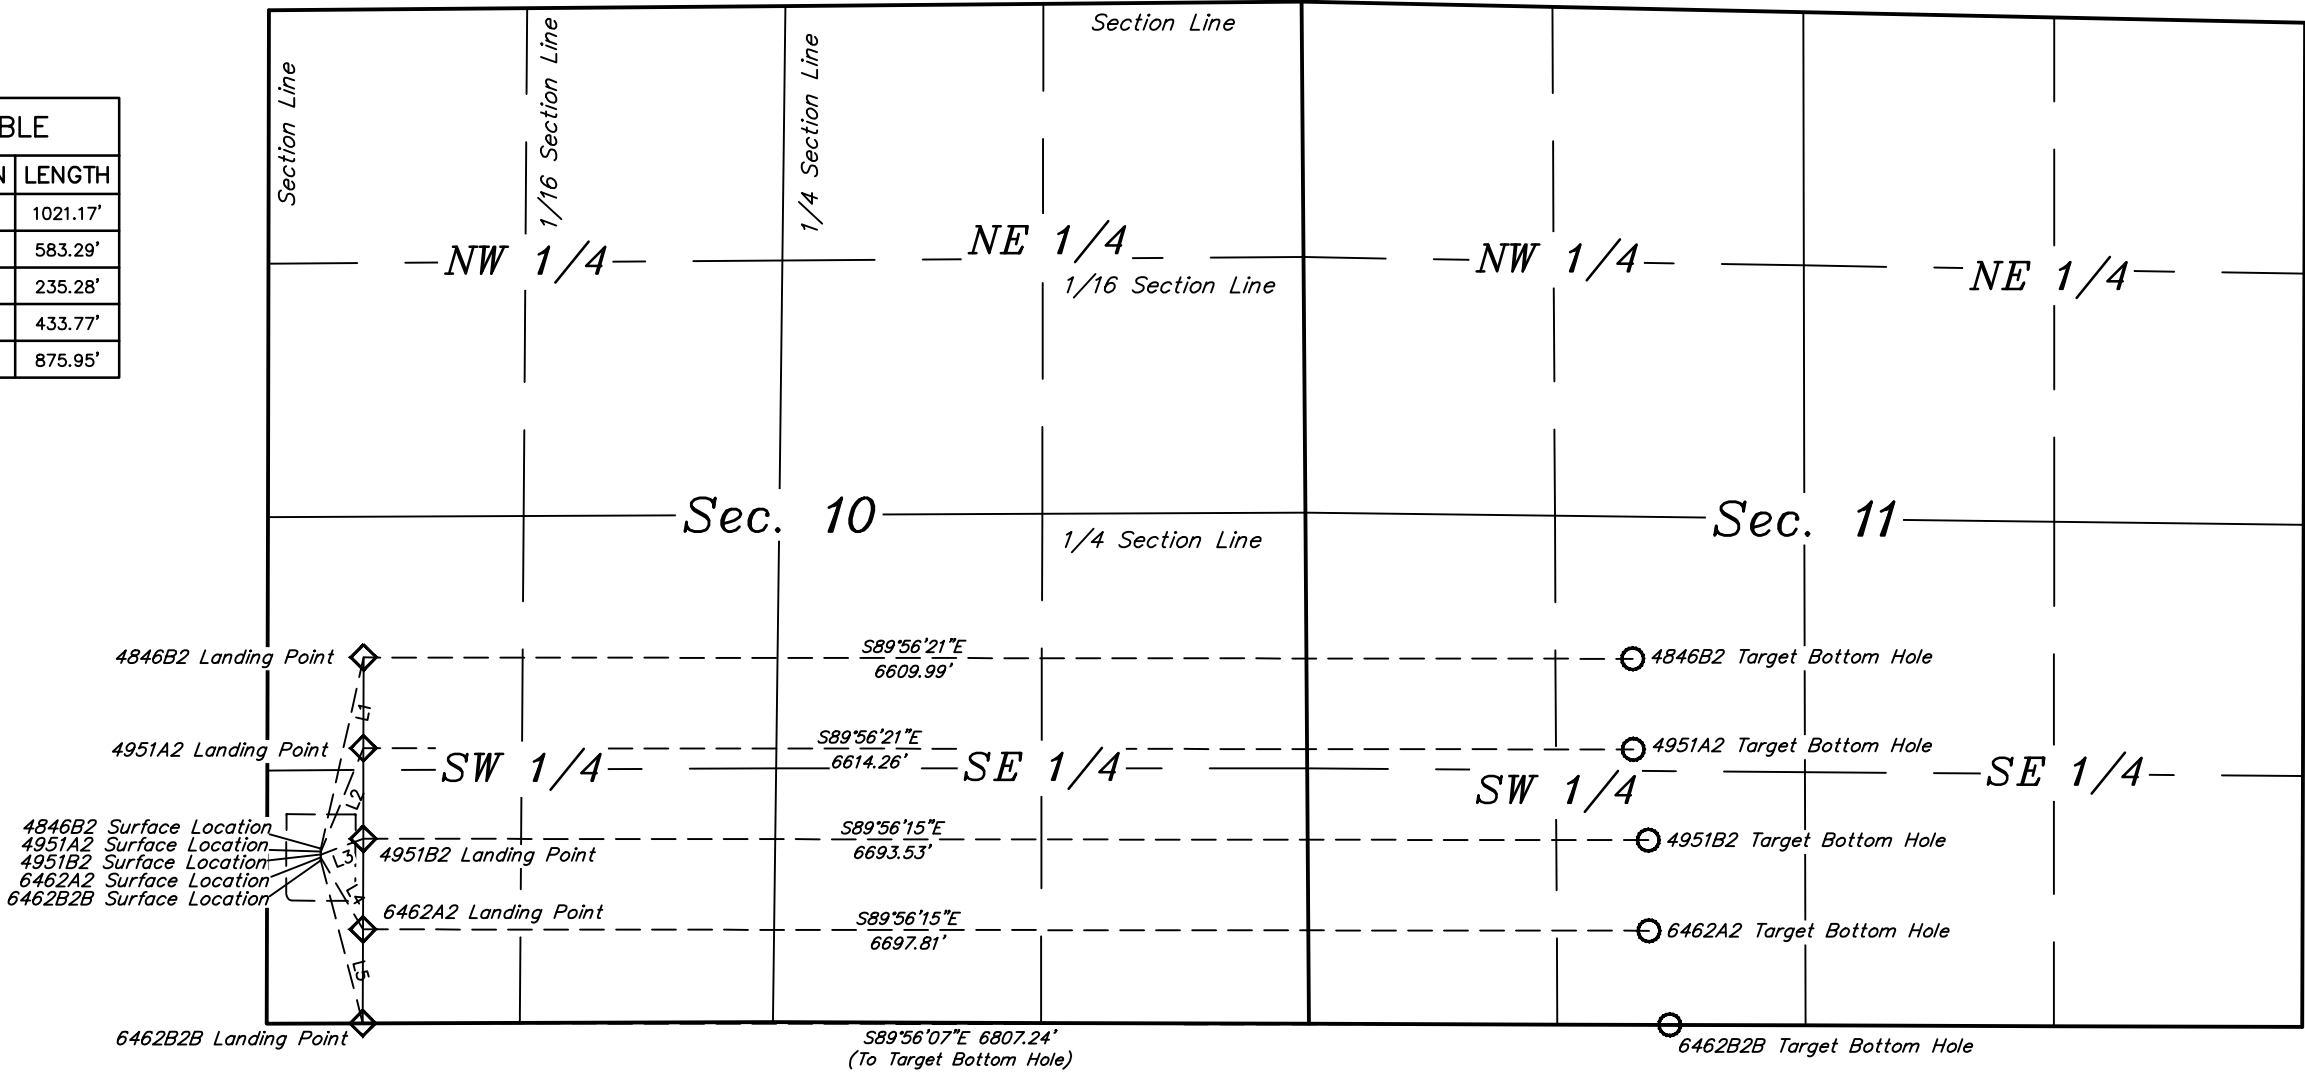 Section Line
Section Line
1/16 Section Line
1/4 Section Line
BLE
N LENGTH
1021.17'
583.29'
235.28'
433.77'
875.95'
NW 1/4
NE 1/4
NW 1/4
NE 1/4
1/16 Section Line
Sec. 10
Sec. 11
1/4 Section Line
4846B2 Landing Point
S89°56'21"E
6609.99'
4846B2 Target Bottom Hole
L1
4951A2 Landing Point
S89°56'21"E
6614.26'
4951A2 Target Bottom Hole
SW 1/4
SE 1/4
SW 1/4
SE 1/4
L2
4846B2 Surface Location
4951A2 Surface Location
4951B2 Surface Location
6462A2 Surface Location
6462B2B Surface Location
L3
4951B2 Landing Point
S89°56'15"E
6693.53'
4951B2 Target Bottom Hole
L4
6462A2 Landing Point
S89°56'15"E
6697.81'
6462A2 Target Bottom Hole
L5
6462B2B Landing Point
S89°56'07"E 6807.24'
(To Target Bottom Hole)
6462B2B Target Bottom Hole